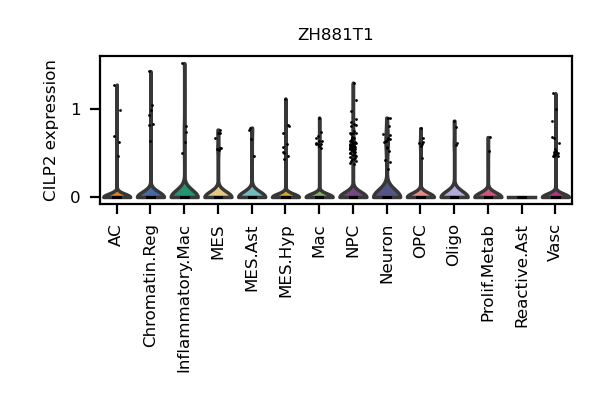 ZH881T1
CILP2 expression
1
0
AC
Chromatin.Reg
Inflammatory.Mac
MES
MES.Ast
MES.Hyp
Mac
NPC
Neuron
OPC
Oligo
Prolif.Metab
Reactive.Ast
Vasc